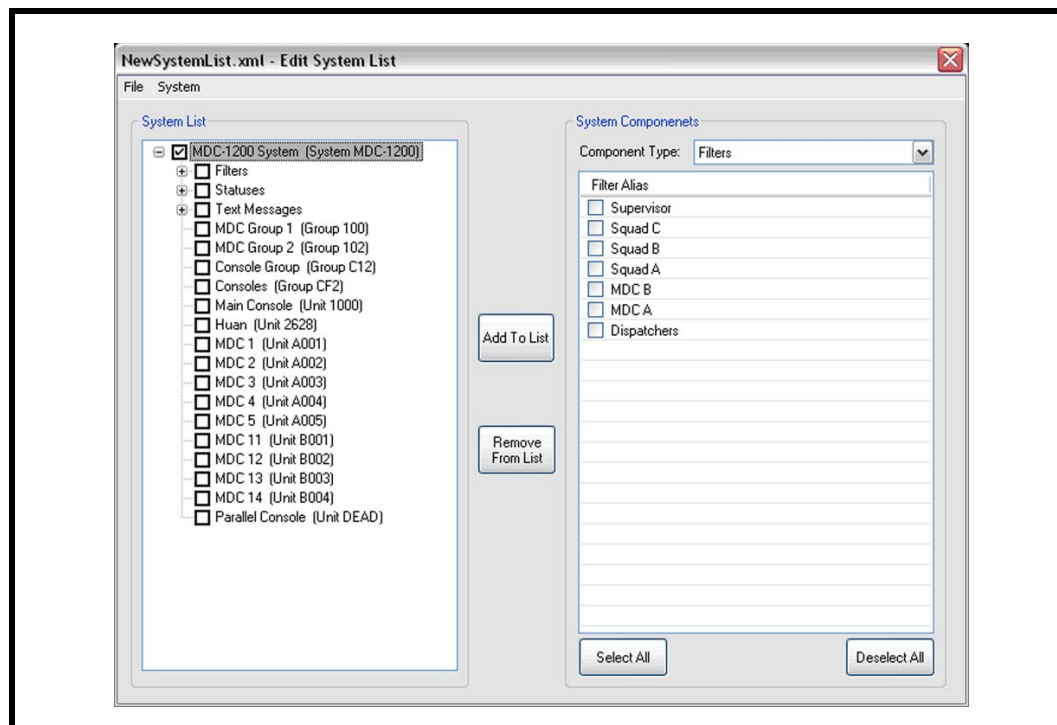 NewSystemList.xml - Edit System List
File System
System List
MDC-1200 System (System MDC-1200)
Filters
Statuses
Text Messages
MDC Group 1 (Group 100)
MDC Group 2 (Group 102)
Console Group (Group C12)
Consoles (Group CF2)
Main Console (Unit 1000)
Huan (Unit 2628)
MDC 1 (Unit A001)
MDC 2 (Unit A002)
MDC 3 (Unit A003)
MDC 4 (Unit A004)
MDC 5 (Unit A005)
MDC 11 (Unit B001)
MDC 12 (Unit B002)
MDC 13 (Unit B003)
MDC 14 (Unit B004)
Parallel Console (Unit DEAD)
Add To List
Remove
From List
System Componenets
Component Type: Filters
Filter Alias
Supervisor
Squad C
Squad B
Squad A
MDC B
MDC A
Dispatchers
Select All
Deselect All